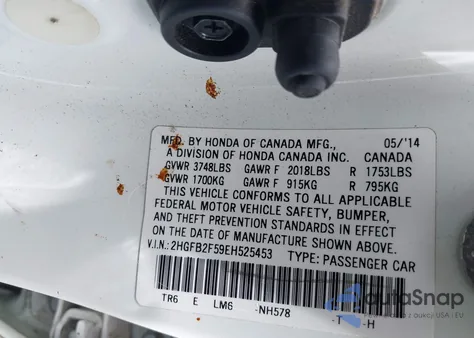 MFD. BY HONDA OF CANADA MFG., 05/'14
A DIVISION OF HONDA CANADA INC. CANADA
GVWR 3748LBS GAWR F 2018LBS R 1753LBS
GVWR 1700KG GAWR F 915KG R 795KG
THIS VEHICLE CONFORMS TO ALL APPLICABLE
FEDERAL MOTOR VEHICLE SAFETY, BUMPER,
AND THEFT PREVENTION STANDARDS IN EFFECT
ON THE DATE OF MANUFACTURE SHOWN ABOVE.
V.I.N.: 2HGFB2F59EH525453 TYPE: PASSENGER CAR
TR6 E LM6 -NH578 -T -H
AutoSnap